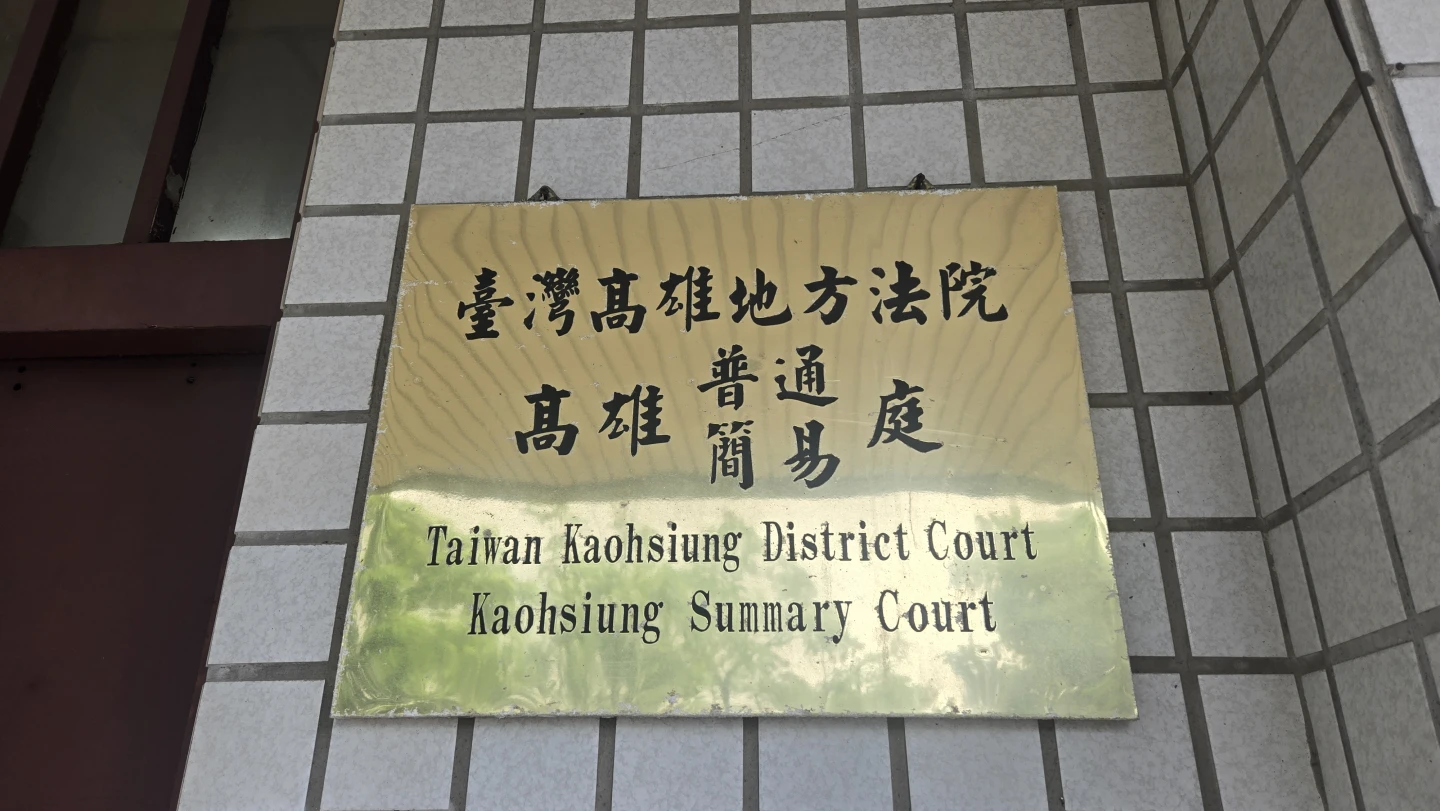 臺灣高雄地方法院
高雄普通簡易庭
Taiwan Kaohsiung District Court
Kaohsiung Summary Court